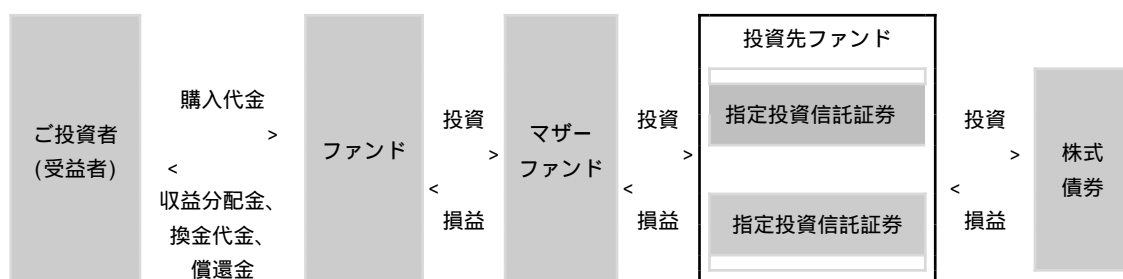 ご投資者
(受益者)
購入代金
>
<
収益分配金、
換金代金、
償還金
ファンド
投資
>
<
損益
マザー
ファンド
投資
>
<
損益
投資先ファンド
指定投資信託証券
指定投資信託証券
投資
>
<
損益
株式
債券